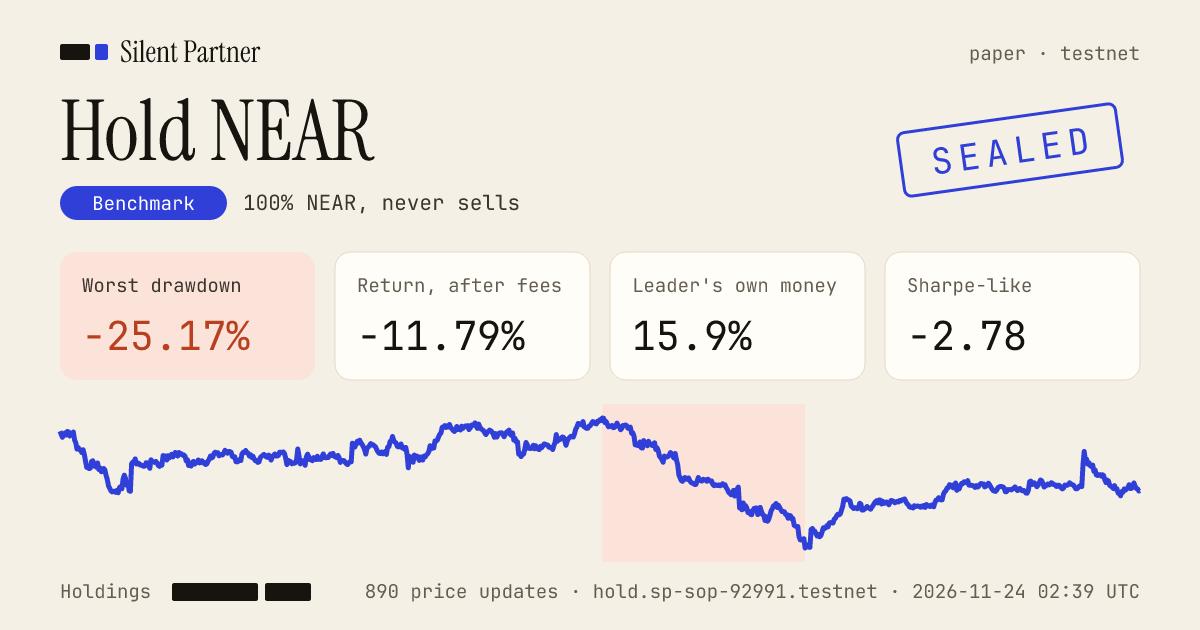 Silent Partner
paper · testnet
Hold NEAR
SEALED
Benchmark
100% NEAR, never sells
Worst drawdown
-25.17%
Return, after fees
-11.79%
Leader's own money
15.9%
Sharpe-like
-2.78
Holdings
890 price updates · hold.sp-sop-92991.testnet · 2026-11-24 02:39 UTC